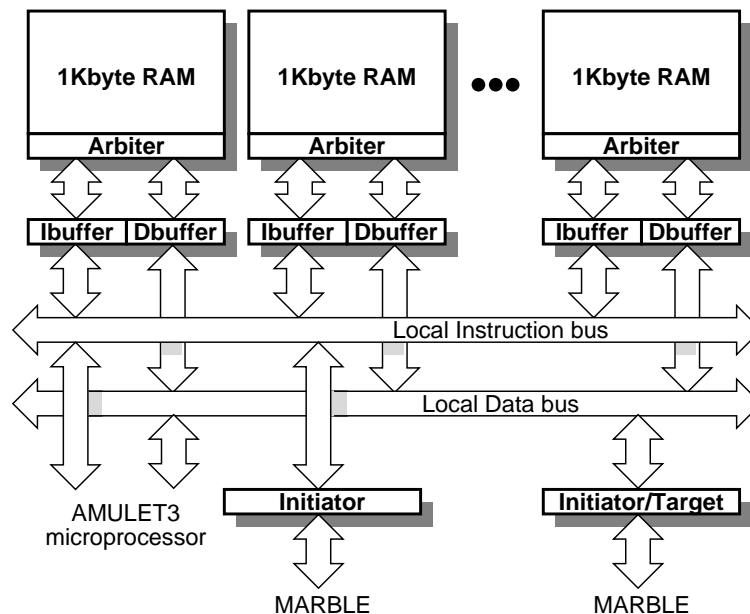 1Kbyte RAM
1Kbyte RAM
1Kbyte RAM
Arbiter
Arbiter
Arbiter
Ibuffer
Dbuffer
Ibuffer
Dbuffer
Ibuffer
Dbuffer
Local Instruction bus
Local Data bus
AMULET3
microprocessor
Initiator
Initiator/Target
MARBLE
MARBLE